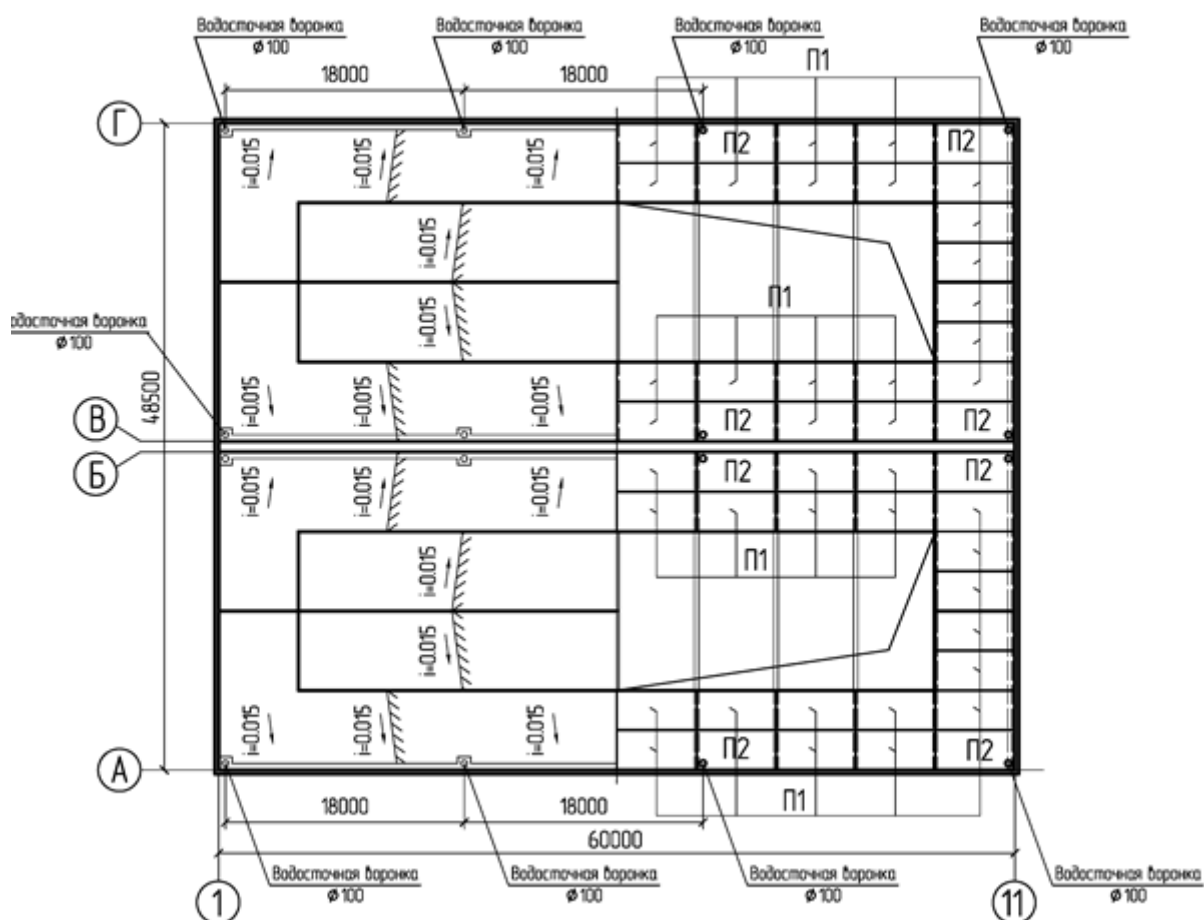 Водосточная воронка
ø100
Водосточная воронка
ø100
Водосточная воронка
ø100
Водосточная воронка
ø100
18000
18000
П1
Г
П2
П2
i=0.015
i=0.015
i=0.015
i=0.015
П1
одосточная воронка
ø100
i=0.015
48500
i=0.015
i=0.015
i=0.015
В
П2
П2
Б
П2
П2
i=0.015
i=0.015
i=0.015
i=0.015
П1
i=0.015
i=0.015
i=0.015
i=0.015
П2
П2
А
18000
18000
П1
60000
Водосточная воронка
ø100
Водосточная воронка
ø100
Водосточная воронка
ø100
Водосточная воронка
ø100
1
11